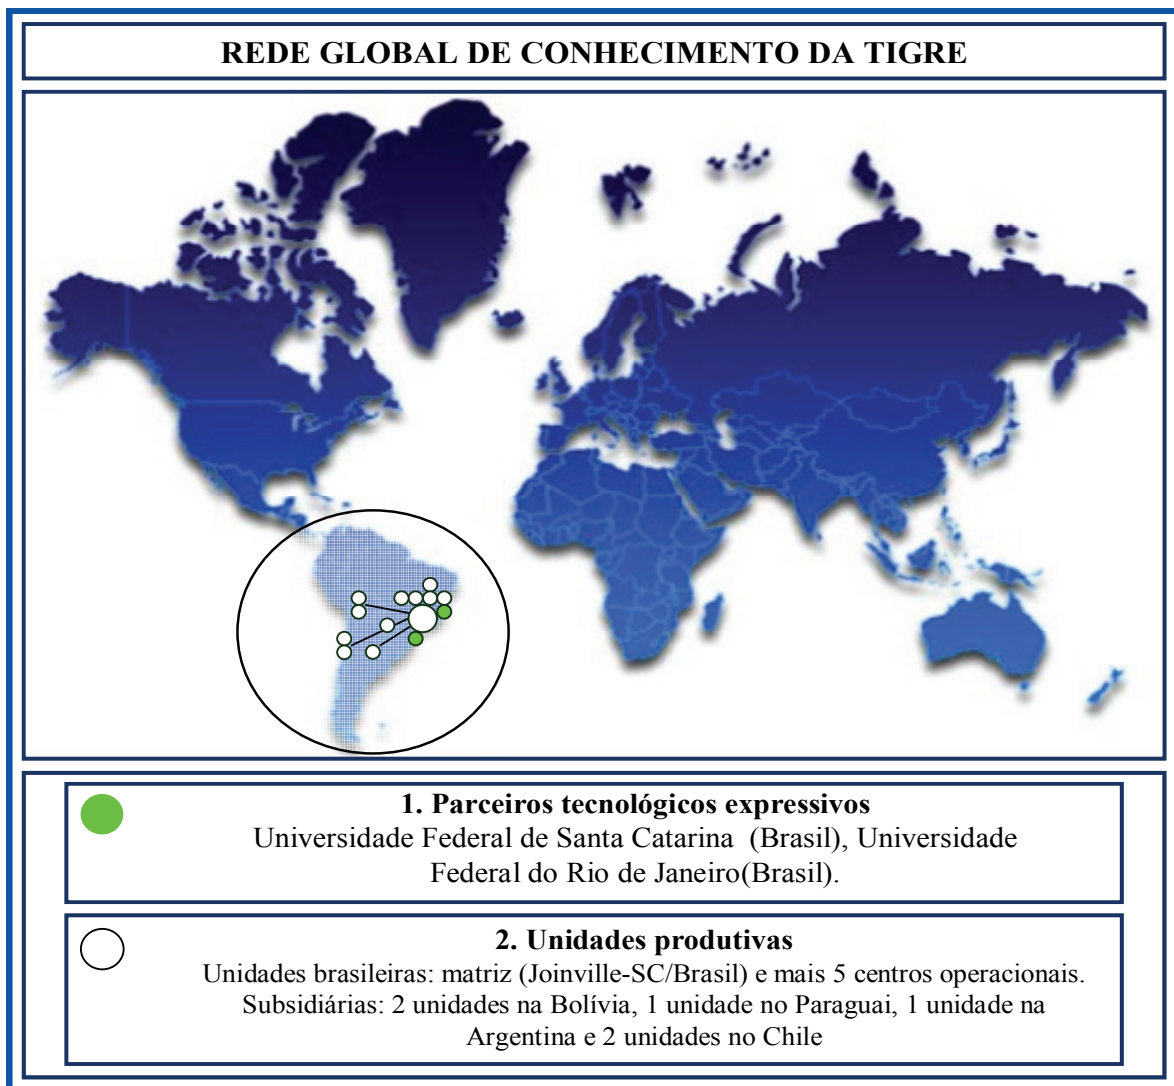 REDE GLOBAL DE CONHECIMENTO DA TIGRE
1. Parceiros tecnológicos expressivos
Universidade Federal de Santa Catarina (Brasil), Universidade
Federal do Rio de Janeiro(Brasil).
2. Unidades produtivas
Unidades brasileiras: matriz (Joinville-SC/Brasil) e mais 5 centros operacionais.
Subsidiárias: 2 unidades na Bolívia, 1 unidade no Paraguai, 1 unidade na
Argentina e 2 unidades no Chile